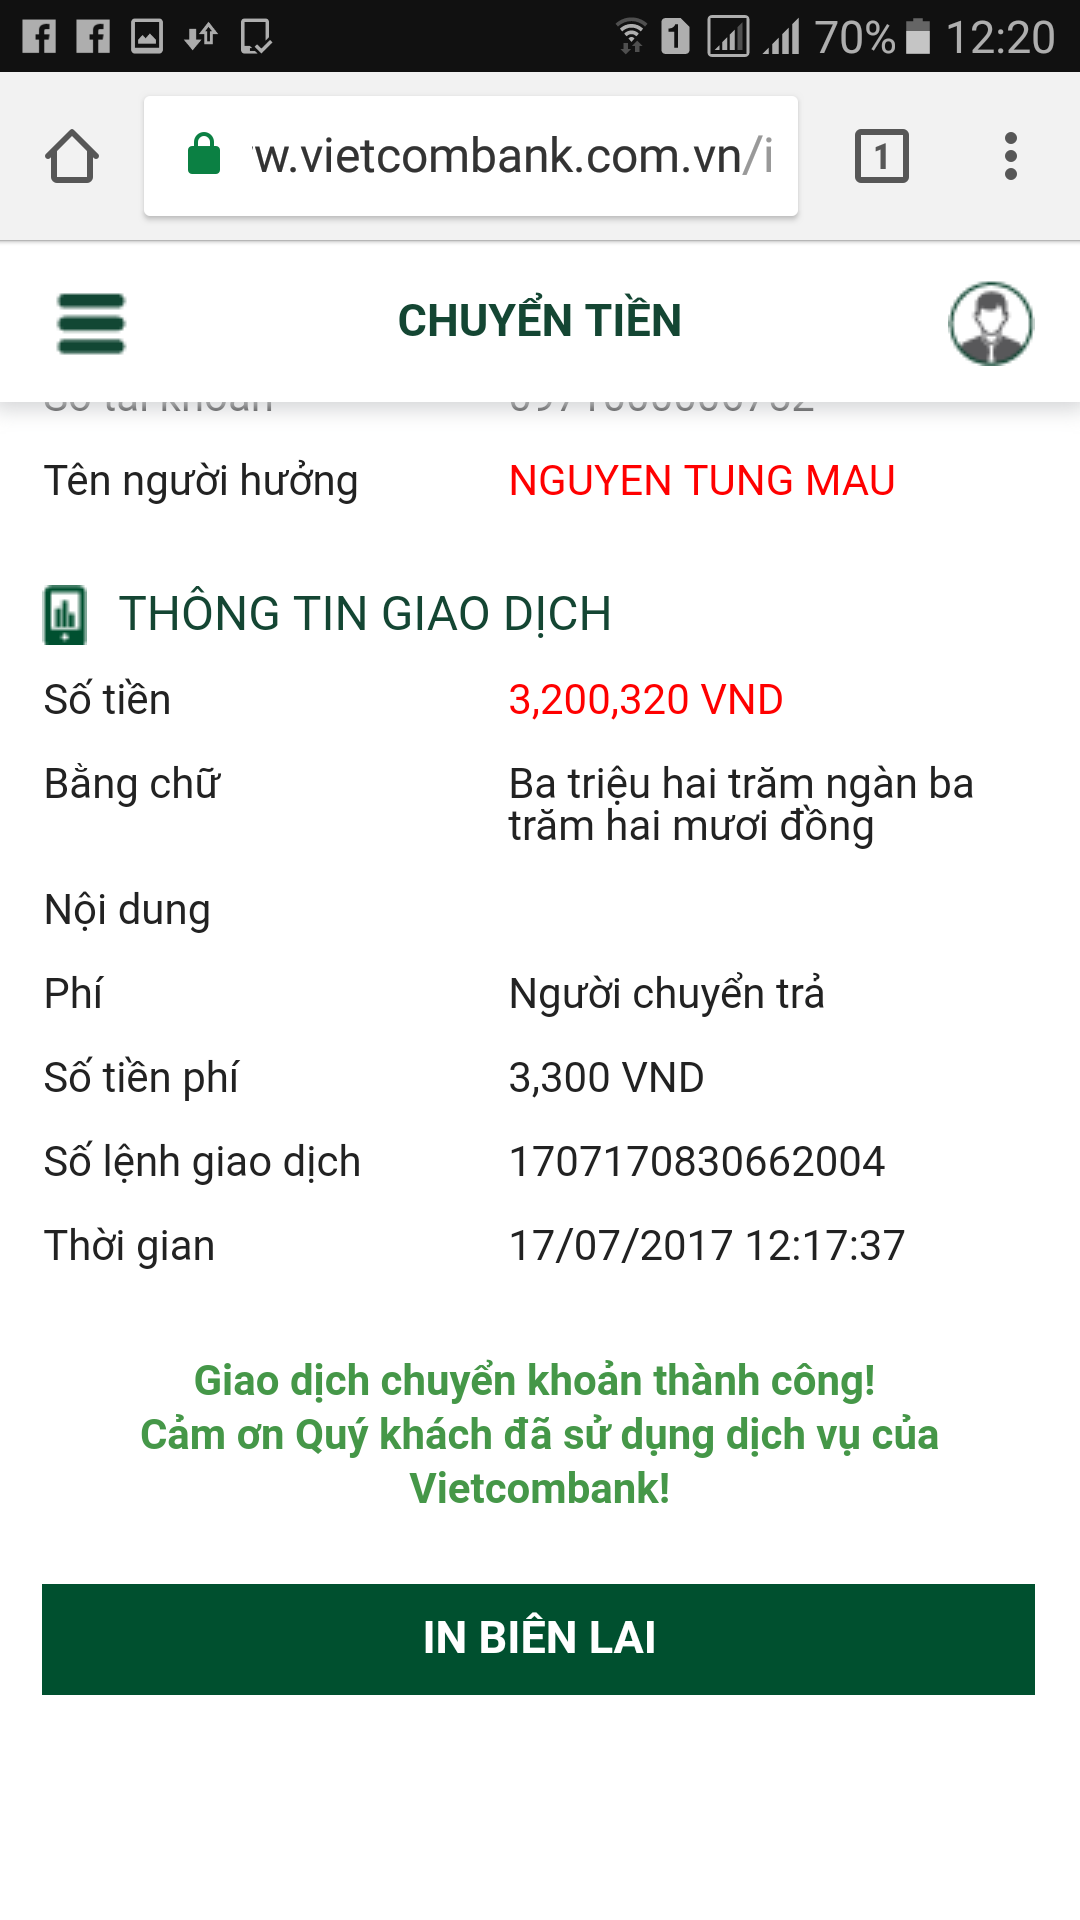 1 70% 12:20
w.vietcombank.com.vn/i 1
CHUYỂN TIỀN
Số tài khoản
Tên người hưởng NGUYEN TUNG MAU
THÔNG TIN GIAO DỊCH
Số tiền 3,200,320 VND
Bằng chữ Ba triệu hai trăm ngàn ba
trăm hai mươi đồng
Nội dung
Phí Người chuyển trả
Số tiền phí 3,300 VND
Số lệnh giao dịch 1707170830662004
Thời gian 17/07/2017 12:17:37
Giao dịch chuyển khoản thành công!
Cảm ơn Quý khách đã sử dụng dịch vụ của
Vietcombank!
IN BIÊN LAI